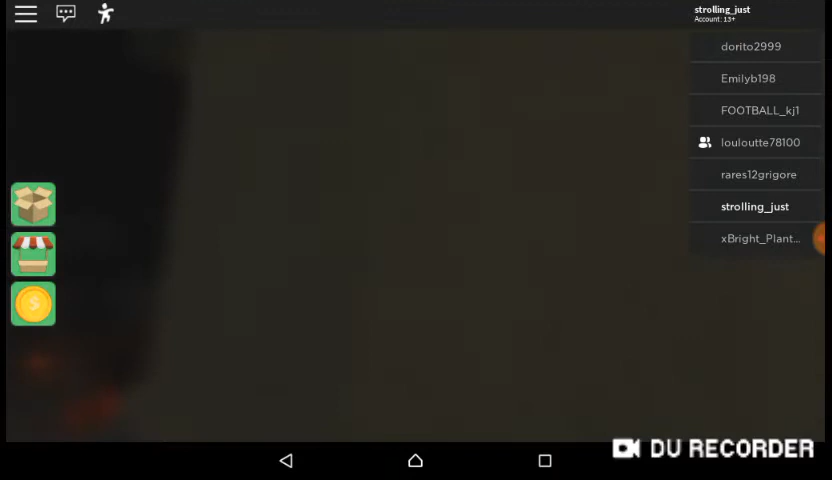 strolling_just
Account: 13+
dorito2999
Emilyb198
FOOTBALL_kj1
louloutte78100
rares12grigore
strolling_just
xBright_Plant...
DU RECORDER